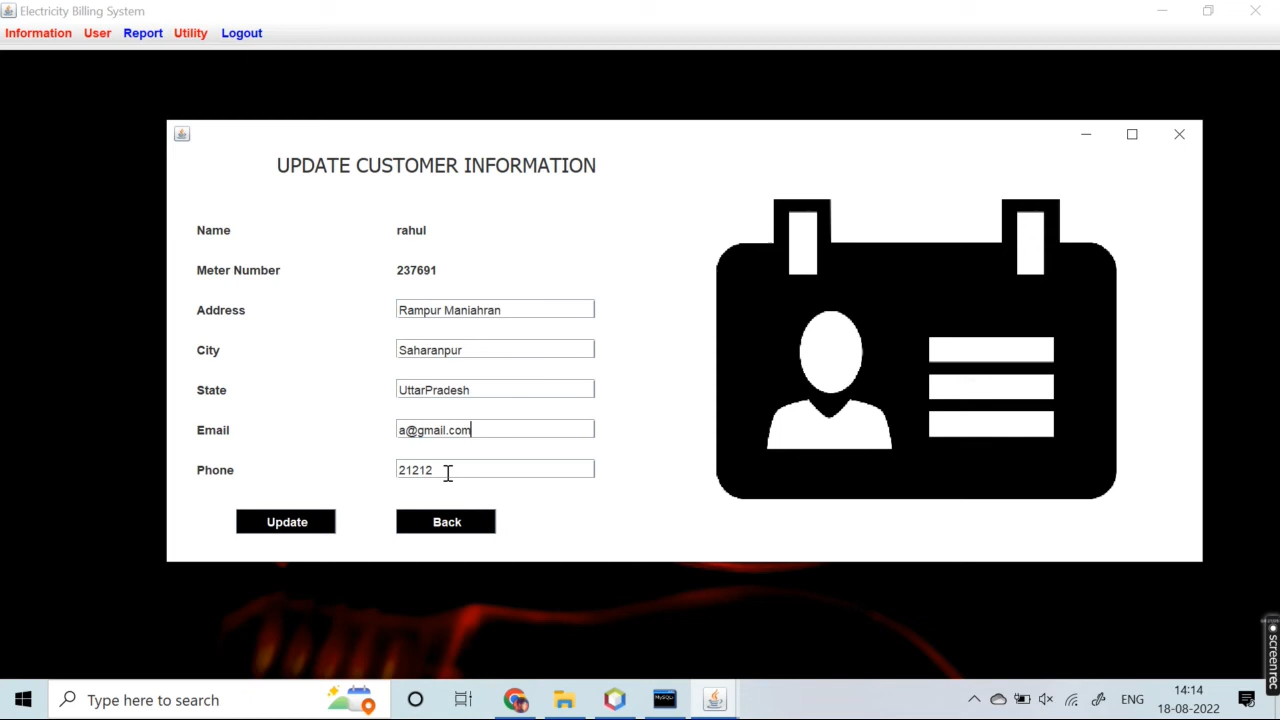 Electricity Billing System
Information User Report Utility Logout
UPDATE CUSTOMER INFORMATION
Name rahul
Meter Number 237691
Address Rampur Maniahran
City Saharanpur
State UttarPradesh
Email a@gmail.com
Phone 21212
Update Back
screenrec
Type here to search
MySQL
ENG
14:14
18-08-2022